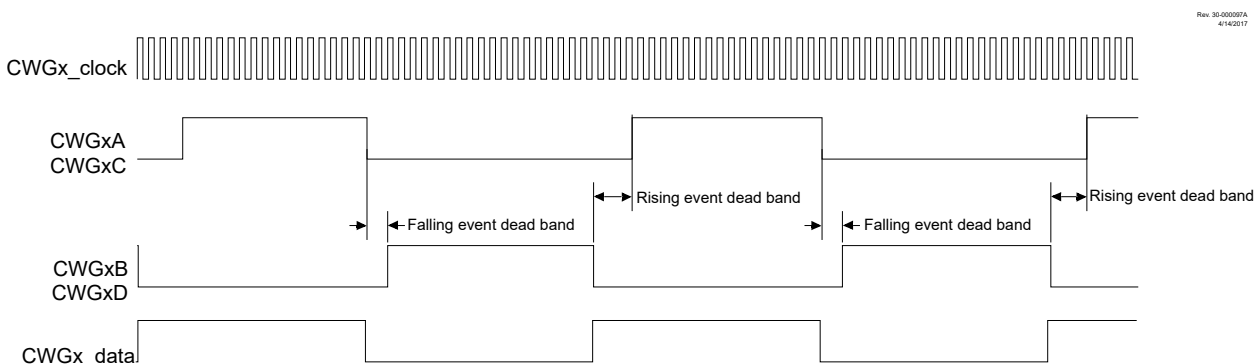 Rev. 30-000097A
4/14/2017
CWGx_clock
CWGxA
CWGxC
Rising event dead band
Rising event dead band
Falling event dead band
Falling event dead band
CWGxB
CWGxD
CWGx_data